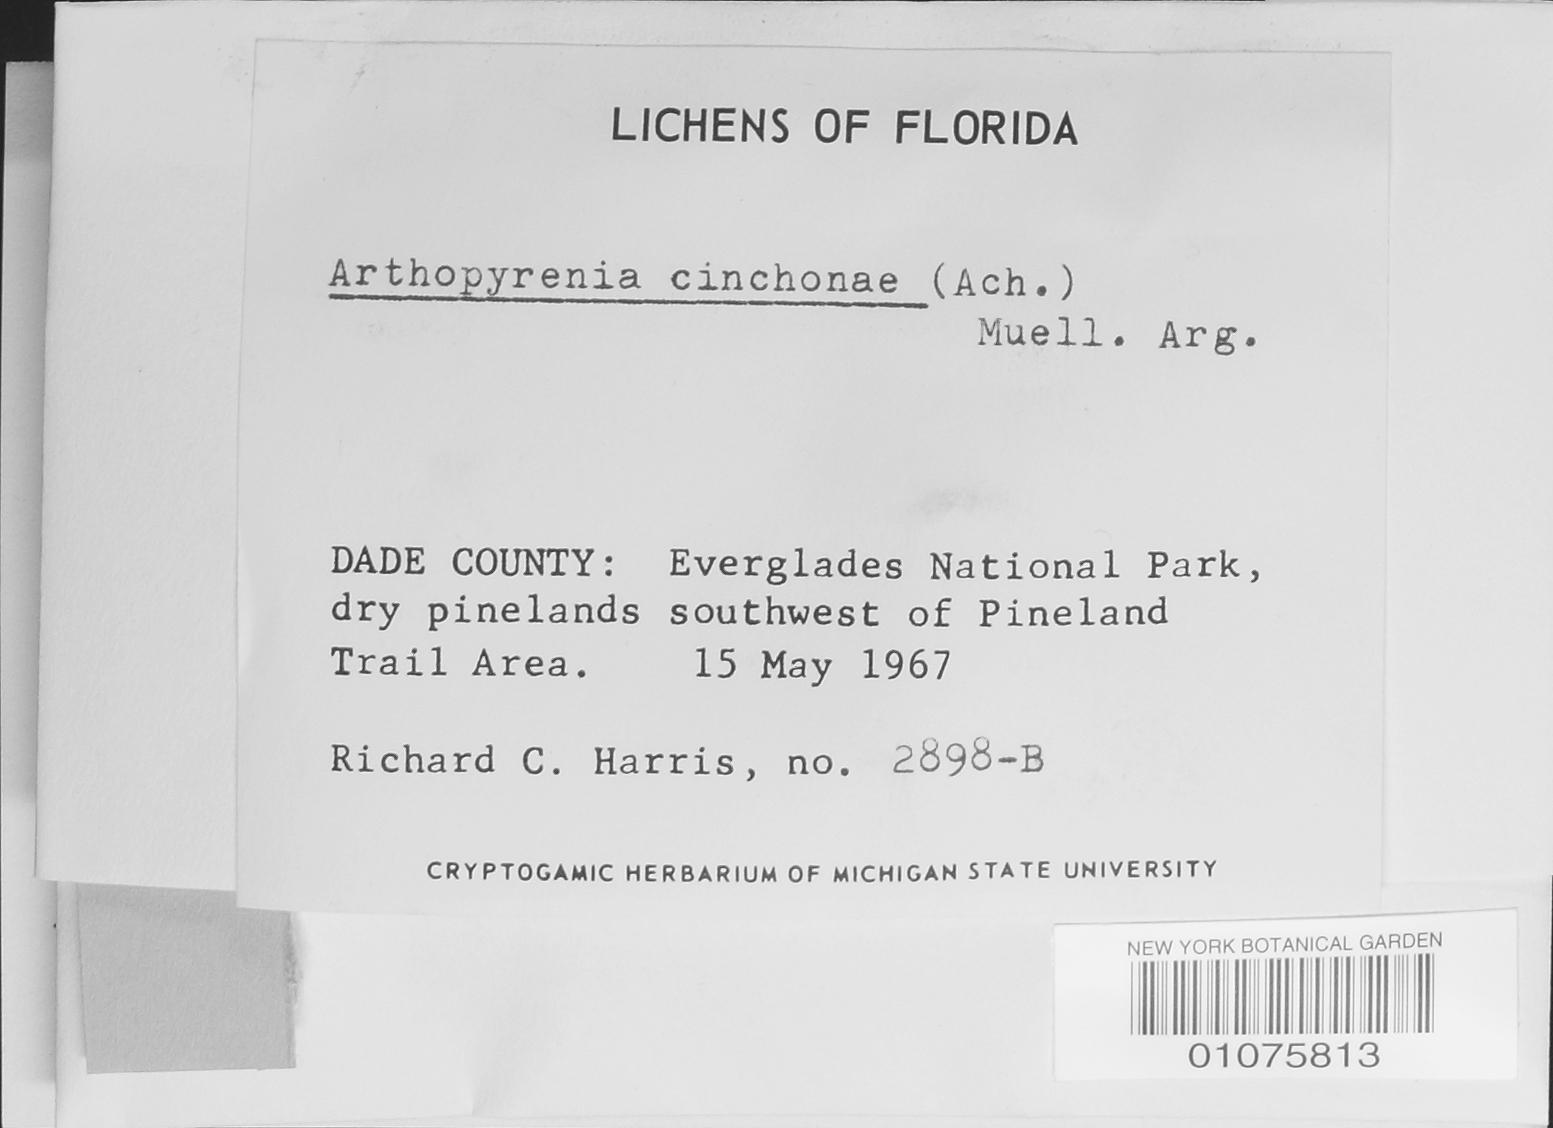 LICHENS OF FLORIDA
Arthopyrenia cinchonae (Ach.)
Muell. Arg.
DADE COUNTY: Everglades National Park,
dry pinelands southwest of Pineland
Trail Area. 15 May 1967
Richard C. Harris, no. 2898-B
CRYPTOGAMIC HERBARIUM OF MICHIGAN STATE UNIVERSITY
NEW YORK BOTANICAL GARDEN
01075813